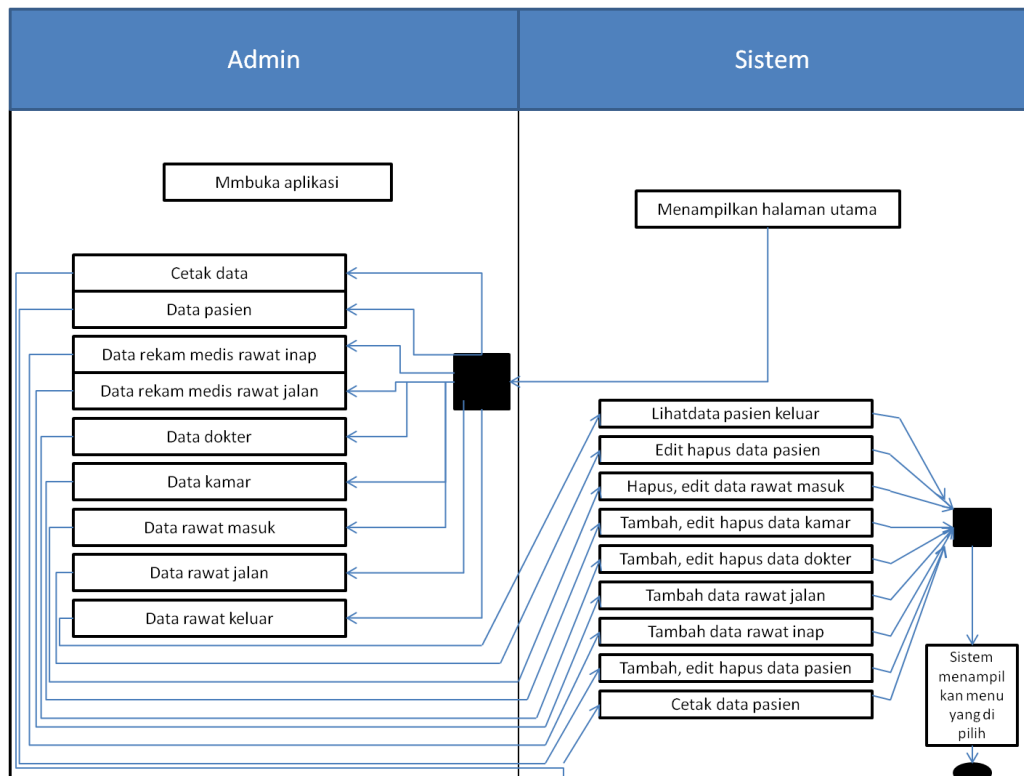 Admin
Sistem
Mmbuka aplikasi
Menampilkan halaman utama
Cetak data
Data pasien
Data rekam medis rawat inap
Data rekam medis rawat jalan
Data dokter
Data kamar
Data rawat masuk
Data rawat jalan
Data rawat keluar
Lihatdata pasien keluar
Edit hapus data pasien
Hapus, edit data rawat masuk
Tambah, edit hapus data kamar
Tambah, edit hapus data dokter
Tambah data rawat jalan
Tambah data rawat inap
Tambah, edit hapus data pasien
Cetak data pasien
Sistem
menampil
kan menu
yang di
pilih